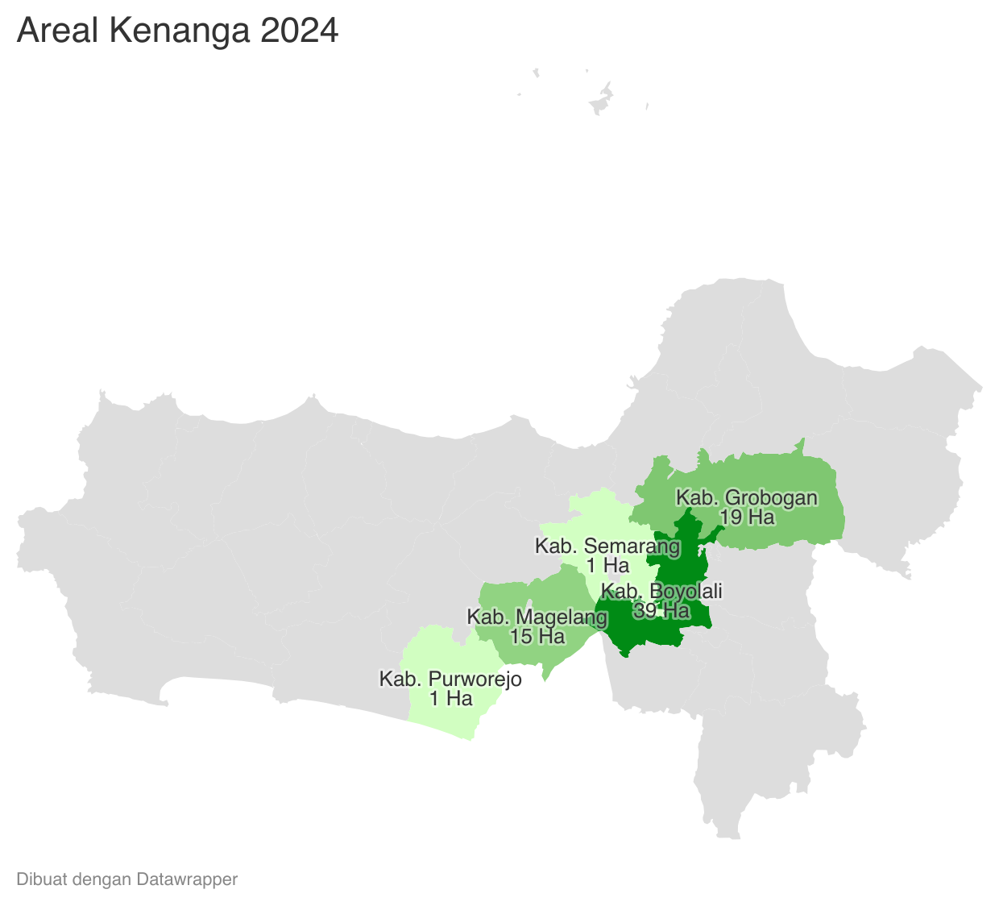 Areal Kenanga 2024
Kab. Grobogan
19 Ha
Kab. Semarang
1 Ha
Kab. Boyolali
39 Ha
Kab. Magelang
15 Ha
Kab. Purworejo
1 Ha
Dibuat dengan Datawrapper